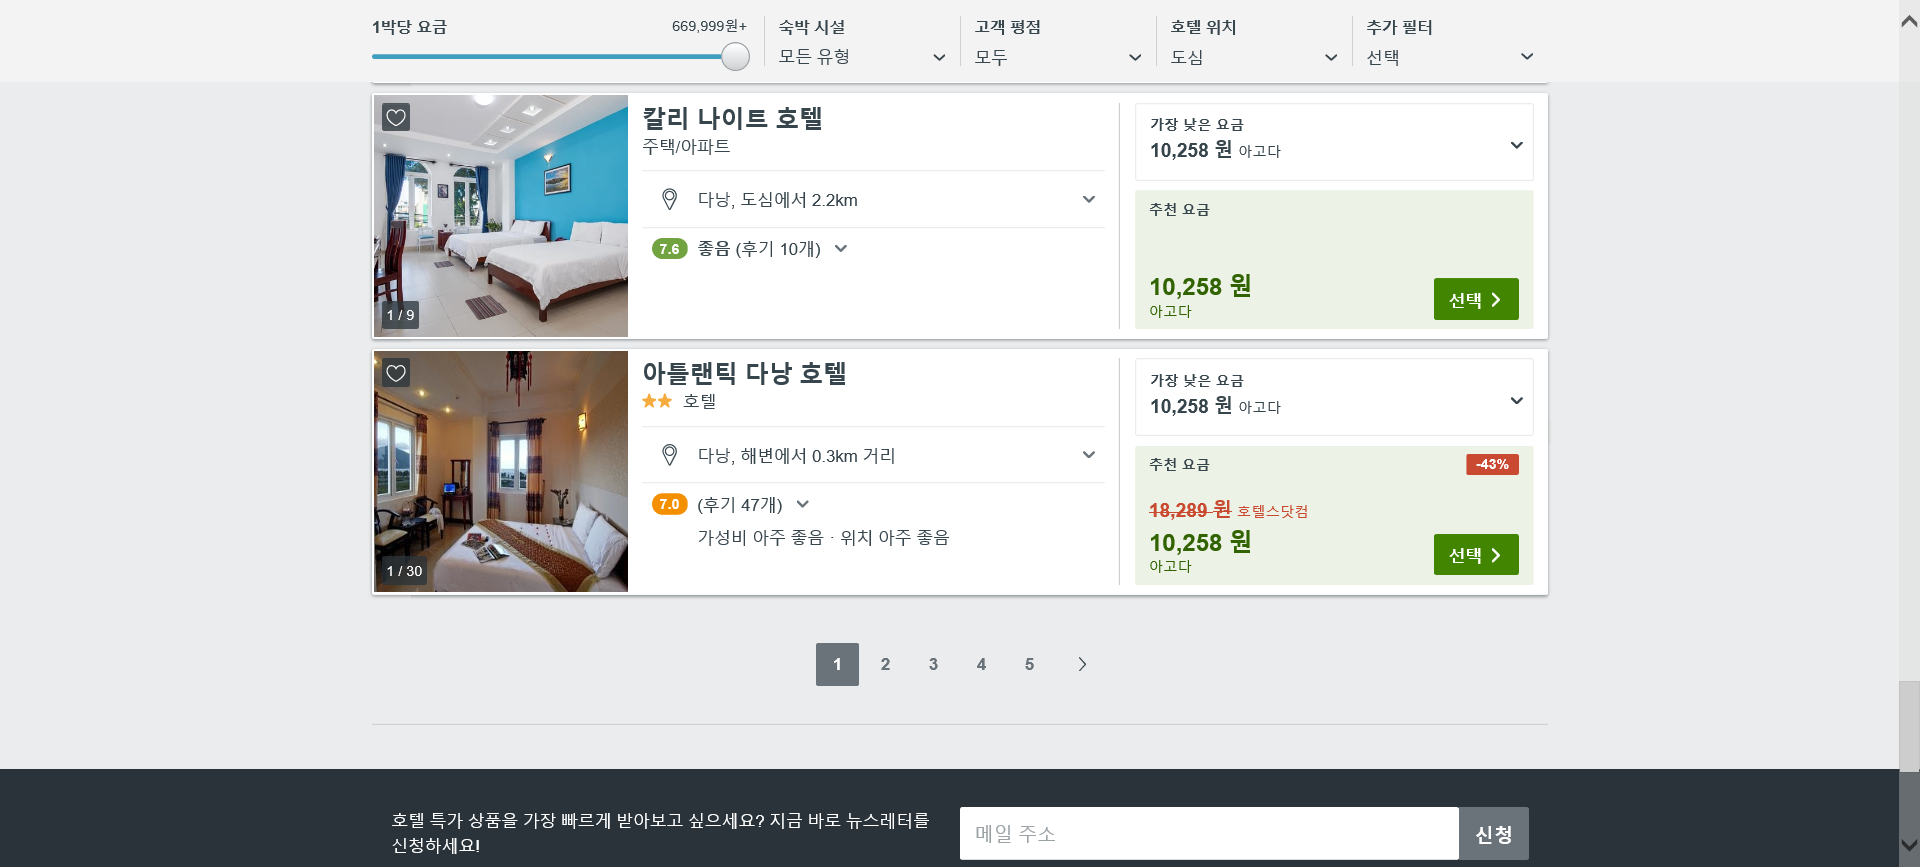 1박당 요금
669,999원+
숙박 시설
모든 유형
고객 평점
모두
호텔 위치
도심
추가 필터
선택
칼리 나이트 호텔
주택/아파트
다낭, 도심에서 2.2km
7.6 좋음 (후기 10개)
1 / 9
가장 낮은 요금
10,258 원 아고다
추천 요금
10,258 원
아고다
선택
아틀랜틱 다낭 호텔
호텔
다낭, 해변에서 0.3km 거리
7.0 (후기 47개)
가성비 아주 좋음 · 위치 아주 좋음
1 / 30
가장 낮은 요금
10,258 원 아고다
추천 요금
-43%
18,289 원 호텔스닷컴
10,258 원
아고다
선택
1 2 3 4 5
호텔 특가 상품을 가장 빠르게 받아보고 싶으세요? 지금 바로 뉴스레터를
신청하세요!
메일 주소
신청